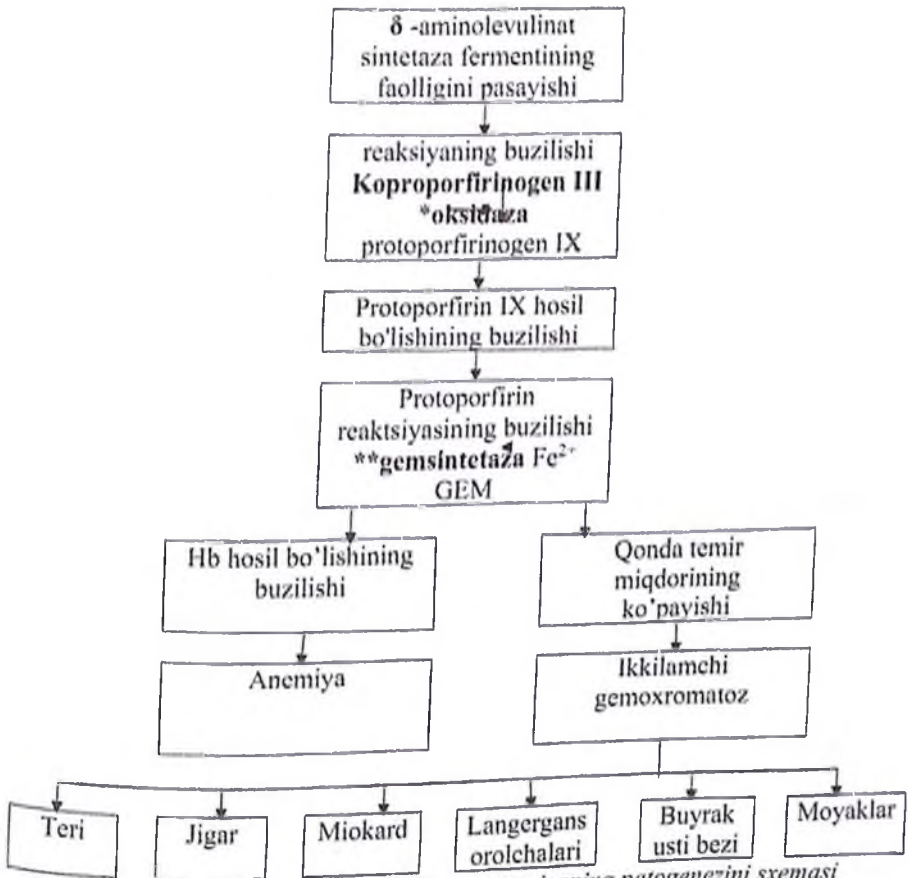 δ -aminolevulinat
sintetaza fermentining
faolligini pasayishi
reaksiyaning buzilishi
Koproporfirinogen III
*oksidaza
protoporfirinogen IX
Protoporfirin IX hosil
bo'lishining buzilishi
Protoporfirin
reaktsiyasining buzilishi
**gemsintetaza Fe²⁺
GEM
Hb hosil bo’lishining
buzilishi
Qonda temir
miqdorining
ko’payishi
Anemiya
Ikkilamchi
gemoxromatoz
Teri
Jigar
Miokard
Langergans
orolchalari
Buyrak
usti bezi
Moyaklar
patogenezini sxemasi